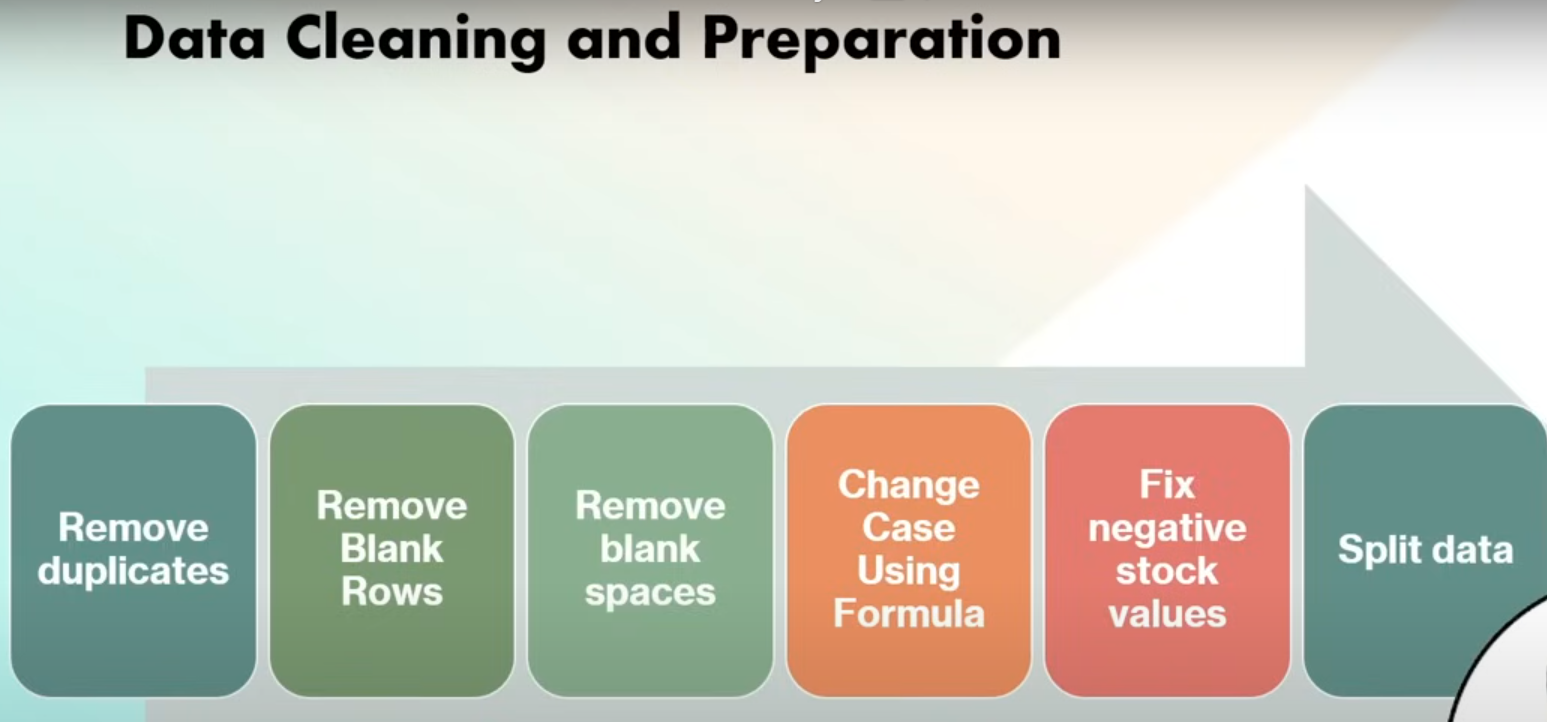 Data Cleaning and Preparation
Remove
duplicates
Remove
Blank
Rows
Remove
blank
spaces
Change
Case
Using
Formula
Fix
negative
stock
values
Split data